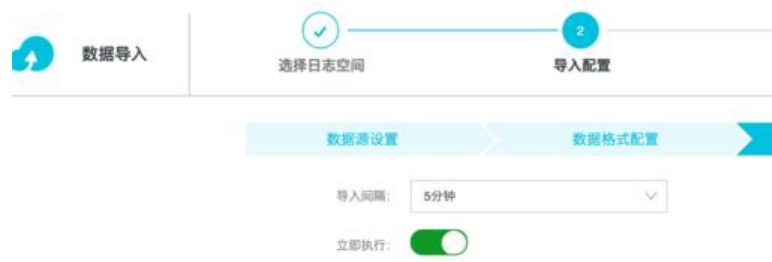 数据导入
2
选择日志空间
导入配置
数据源设置
数据格式配置
导入间隔: 5分钟
立即执行: